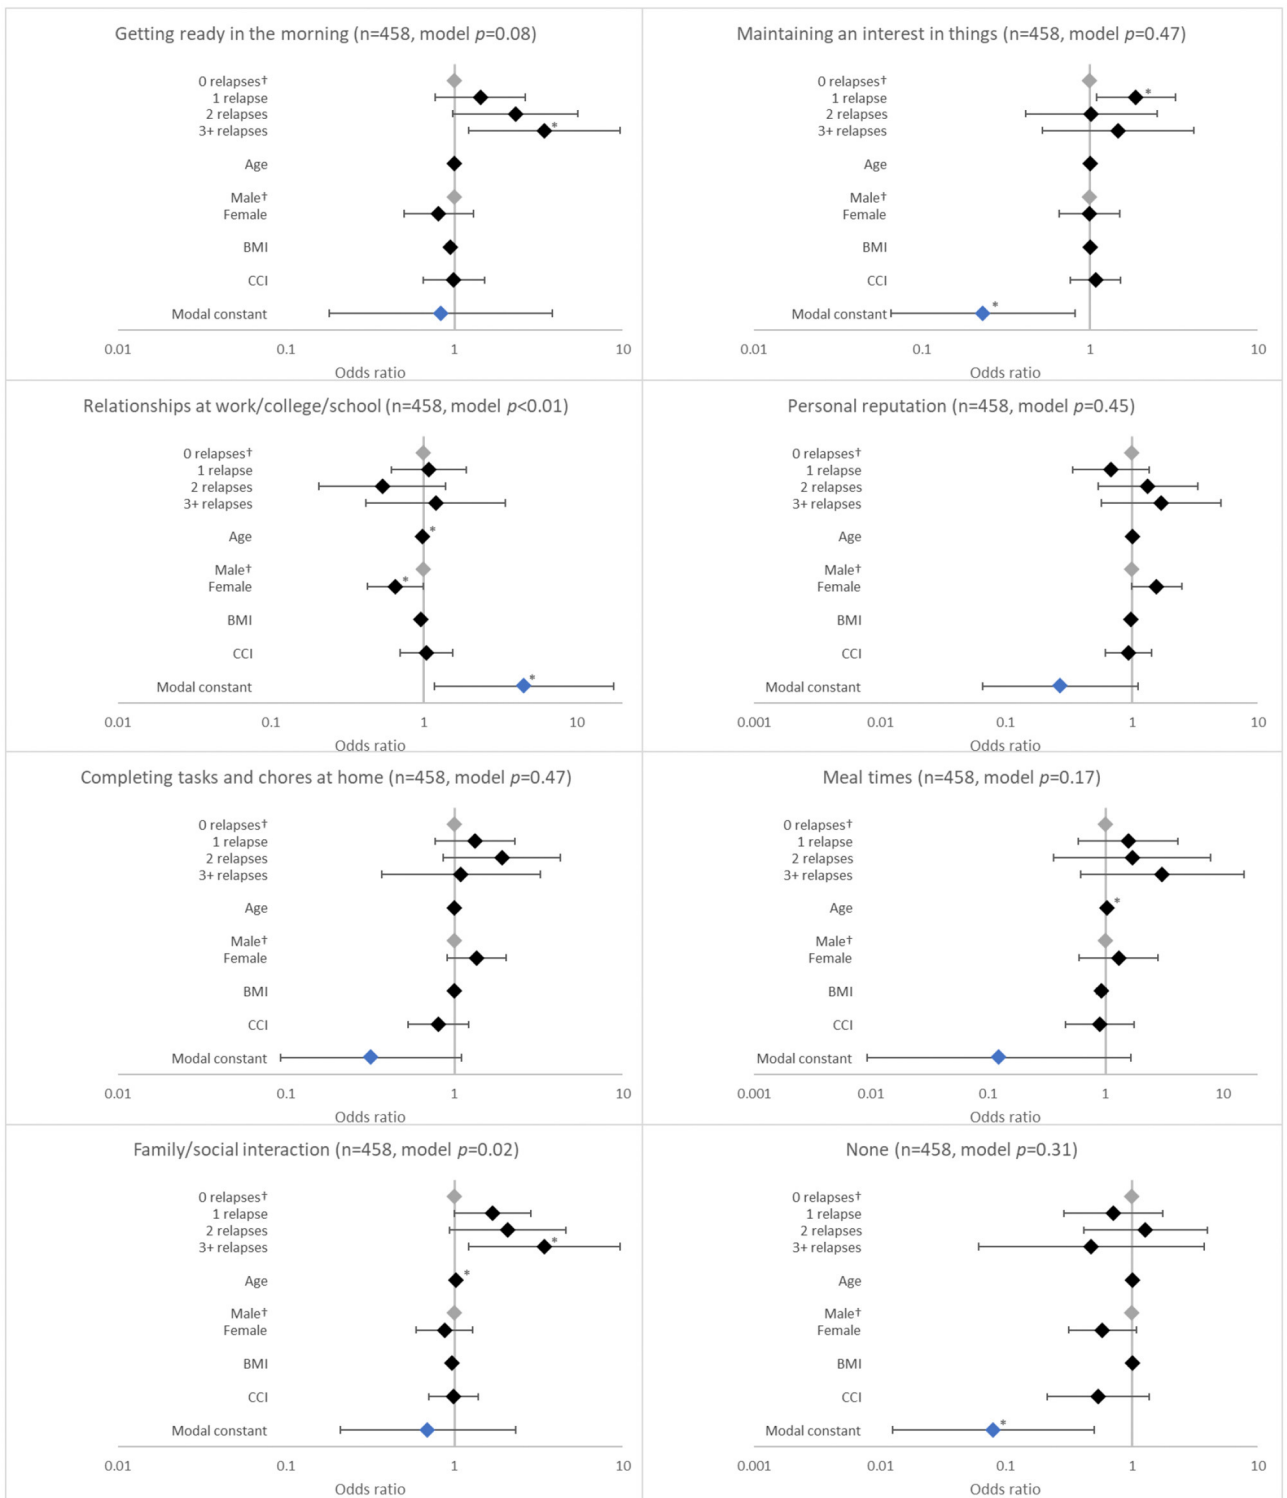 Getting ready in the morning (n=458, model p=0.08)
0 relapses†
1 relapse
2 relapses
3+ relapses
*
Age
Male†
Female
BMI
CCI
Modal constant
0.01 0.1 1 10
Odds ratio
Maintaining an interest in things (n=458, model p=0.47)
0 relapses†
1 relapse
*
2 relapses
3+ relapses
Age
Male†
Female
BMI
CCI
Modal constant
*
0.01 0.1 1 10
Odds ratio
Relationships at work/college/school (n=458, model p<0.01)
0 relapses†
1 relapse
2 relapses
3+ relapses
Age
*
Male†
Female
*
BMI
CCI
Modal constant
*
0.01 0.1 1 10
Odds ratio
Personal reputation (n=458, model p=0.45)
0 relapses†
1 relapse
2 relapses
3+ relapses
Age
Male†
Female
BMI
CCI
Modal constant
0.001 0.01 0.1 1 10
Odds ratio
Completing tasks and chores at home (n=458, model p=0.47)
0 relapses†
1 relapse
2 relapses
3+ relapses
Age
Male†
Female
BMI
CCI
Modal constant
0.01 0.1 1 10
Odds ratio
Meal times (n=458, model p=0.17)
0 relapses†
1 relapse
2 relapses
3+ relapses
Age
*
Male†
Female
BMI
CCI
Modal constant
0.001 0.01 0.1 1 10
Odds ratio
Family/social interaction (n=458, model p=0.02)
0 relapses†
1 relapse
2 relapses
3+ relapses
*
Age
*
Male†
Female
BMI
CCI
Modal constant
0.01 0.1 1 10
Odds ratio
None (n=458, model p=0.31)
0 relapses†
1 relapse
2 relapses
3+ relapses
Age
Male†
Female
BMI
CCI
Modal constant
*
0.001 0.01 0.1 1 10
Odds ratio